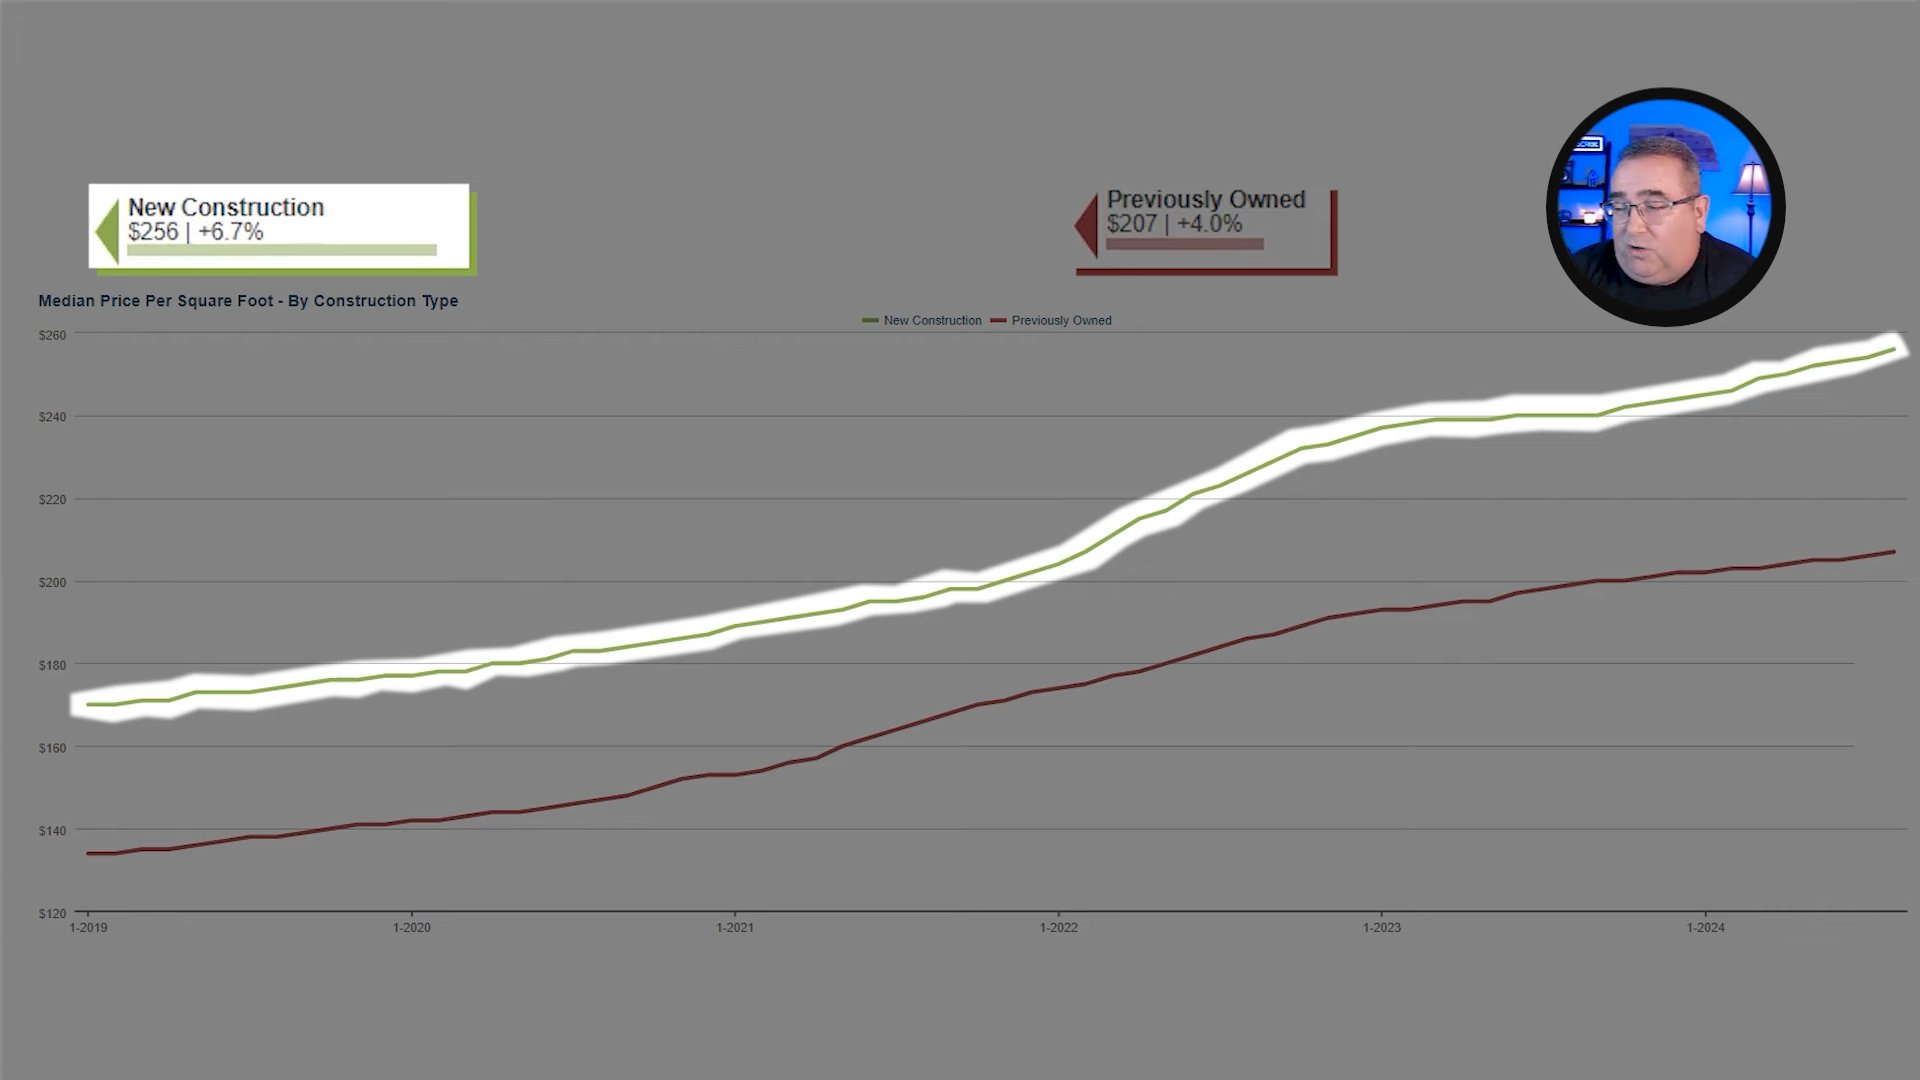 New Construction
$256 | +6.7%
Previously Owned
$207 | +4.0%
Median Price Per Square Foot - By Construction Type
New Construction
Previously Owned
$260
$240
$220
$200
$180
$160
$140
$120
1-2019
1-2020
1-2021
1-2022
1-2023
1-2024